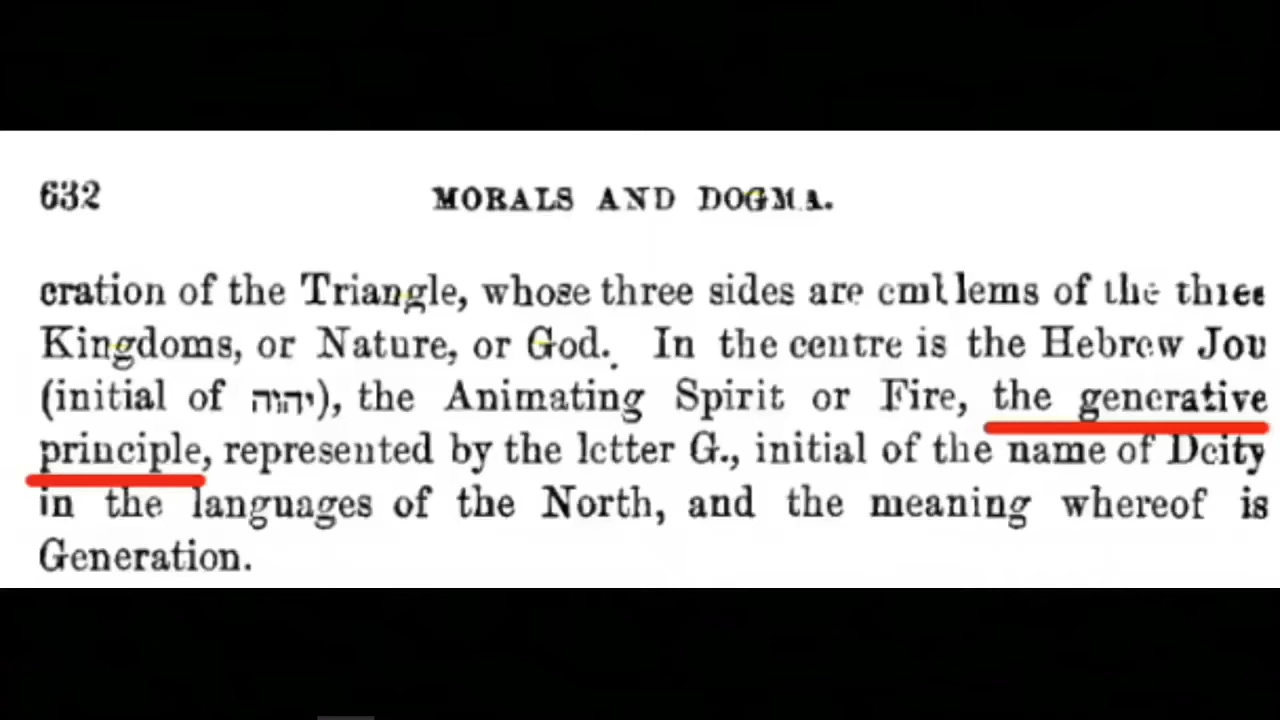 632 MORALS AND DOGMA.
eration of the Triangle, whose three sides are emblems of the three
Kingdoms, or Nature, or God. In the centre is the Hebrew Jod
(initial of יהוה), the Animating Spirit or Fire, the generative
principle, represented by the letter G., initial of the name of Deity
in the languages of the North, and the meaning whereof is
Generation.